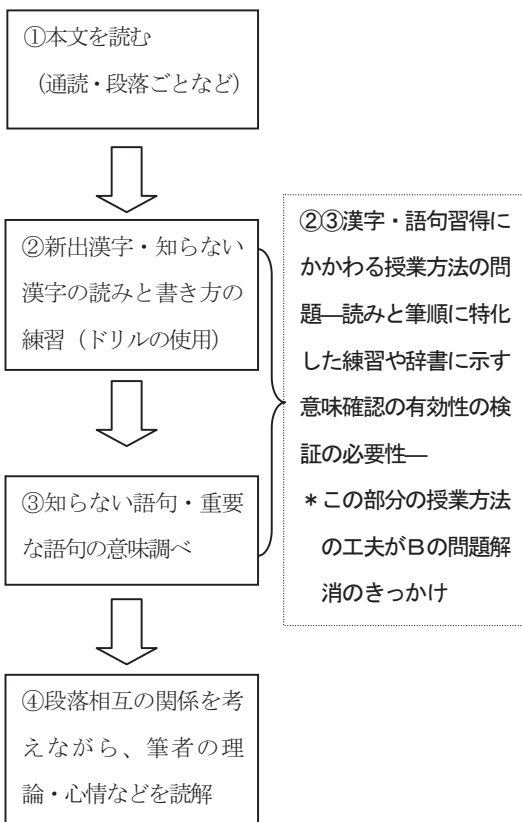 ①本文を読む
(通読・段落ごとなど)
②新出漢字・知らない
漢字の読みと書き方の
練習(ドリルの使用)
③知らない語句・重要
な語句の意味調べ
④段落相互の関係を考
えながら、筆者の理
論・心情などを読解
②③漢字・語句習得に
かかわる授業方法の問
題―読みと筆順に特化
した練習や辞書に示す
意味確認の有効性の検
証の必要性―
*この部分の授業方法
の工夫がBの問題解
消のきっかけ